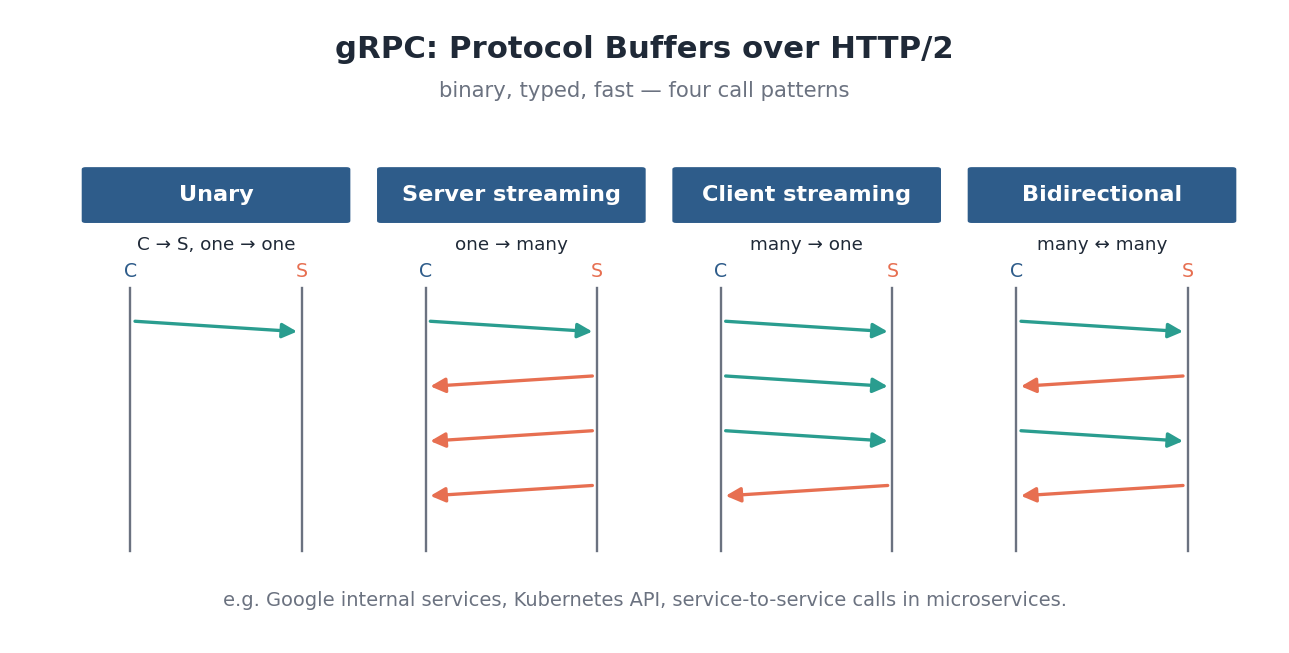 gRPC: Protocol Buffers over HTTP/2
binary, typed, fast — four call patterns
Unary
C → S, one → one
C S
Server streaming
one → many
C S
Client streaming
many → one
C S
Bidirectional
many ↔ many
C S
e.g. Google internal services, Kubernetes API, service-to-service calls in microservices.